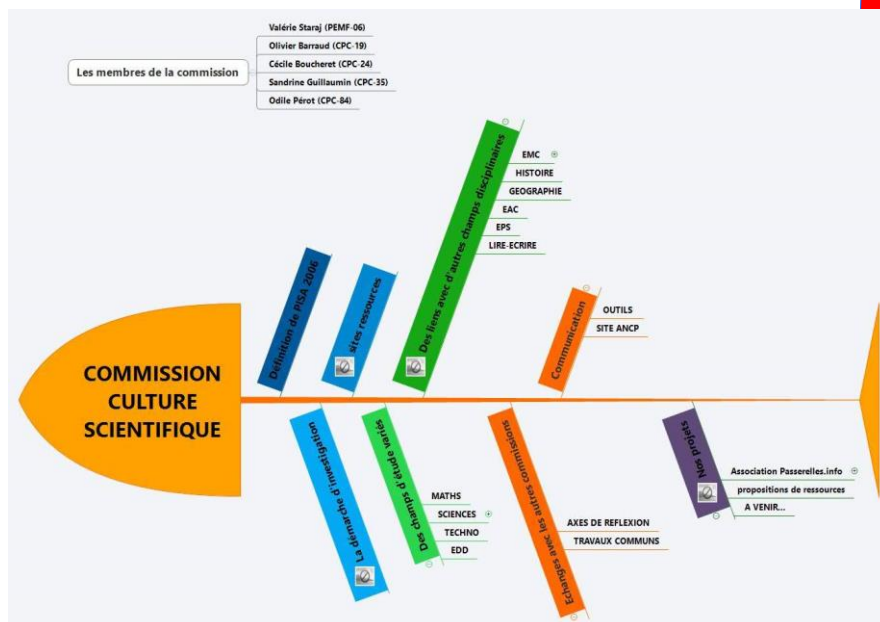 Valérie Staraj (PEMF-06)
Olivier Barraud (CPC-19)
Les membres de la commission
Cécile Boucheret (CPC-24)
Sandrine Guillaumin (CPC-35)
Odile Pérot (CPC-84)
COMMISSION
CULTURE
SCIENTIFIQUE
Définition de PISA 2006
sites ressources
Des liens avec d'autres champs disciplinaires
EMC
HISTOIRE
GEOGRAPHIE
EAC
EPS
LIRE-ECRIRE
Communication
OUTILS
SITE ANCP
La démarche d'investigation
Des champs d'étude variés
MATHS
SCIENCES
TECHNO
EDD
Echanges avec les autres commissions
AXES DE REFLEXION
TRAVAUX COMMUNS
Nos projets
Association Passerelles.info
propositions de ressources
A VENIR...